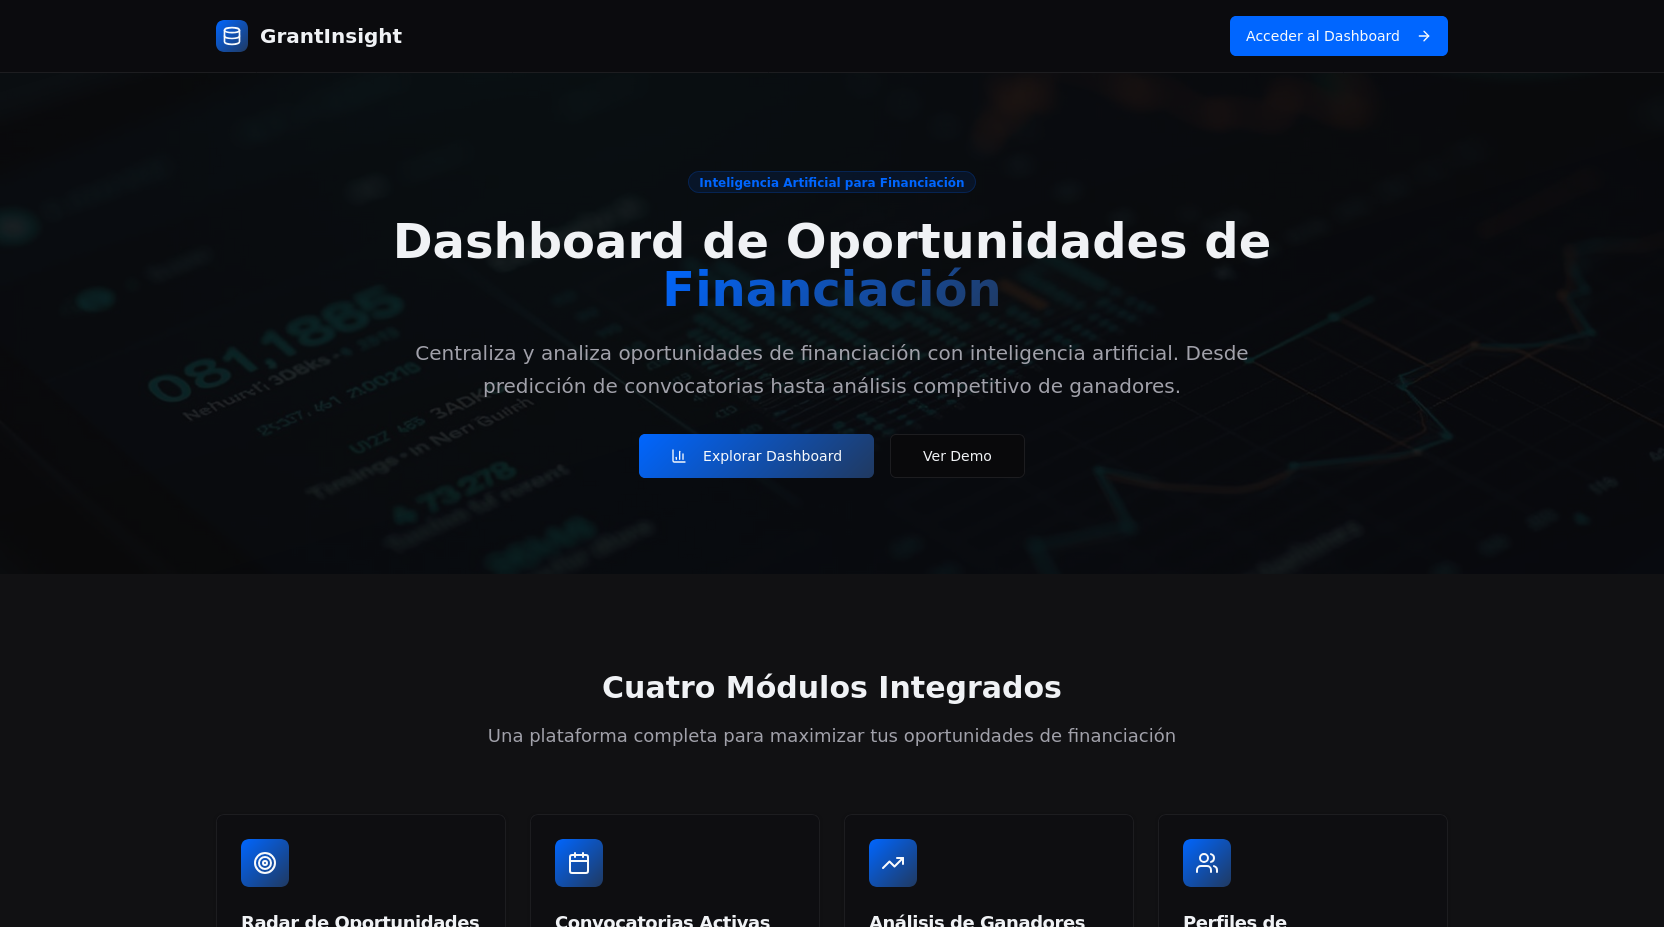 GrantInsight
Acceder al Dashboard
Inteligencia Artificial para Financiación
Dashboard de Oportunidades de
Financiación
Centraliza y analiza oportunidades de financiación con inteligencia artificial. Desde
predicción de convocatorias hasta análisis competitivo de ganadores.
Explorar Dashboard
Ver Demo
Cuatro Módulos Integrados
Una plataforma completa para maximizar tus oportunidades de financiación
Radar de Oportunidades
Convocatorias Activas
Análisis de Ganadores
Perfiles de